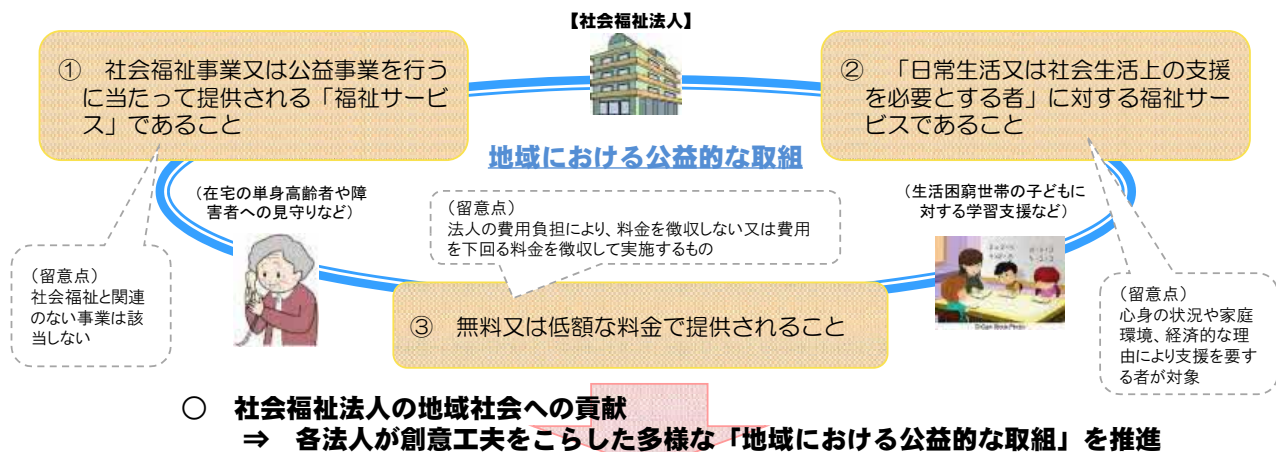 【社会福祉法人】
① 社会福祉事業又は公益事業を行う
に当たって提供される「福祉サービ
ス」であること
② 「日常生活又は社会生活上の支援
を必要とする者」に対する福祉サー
ビスであること
地域における公益的な取組
（在宅の単身高齢者や障
害者への見守りなど）
（留意点）
法人の費用負担により、料金を徴収しない又は費用
を下回る料金を徴収して実施するもの
（生活困窮世帯の子どもに
対する学習支援など）
（留意点）
社会福祉と関連
のない事業は該
当しない
③ 無料又は低額な料金で提供されること
（留意点）
心身の状況や家庭
環境、経済的な理
由により支援を要す
る者が対象
○ 社会福祉法人の地域社会への貢献
⇒ 各法人が創意工夫をこらした多様な「地域における公益的な取組」を推進